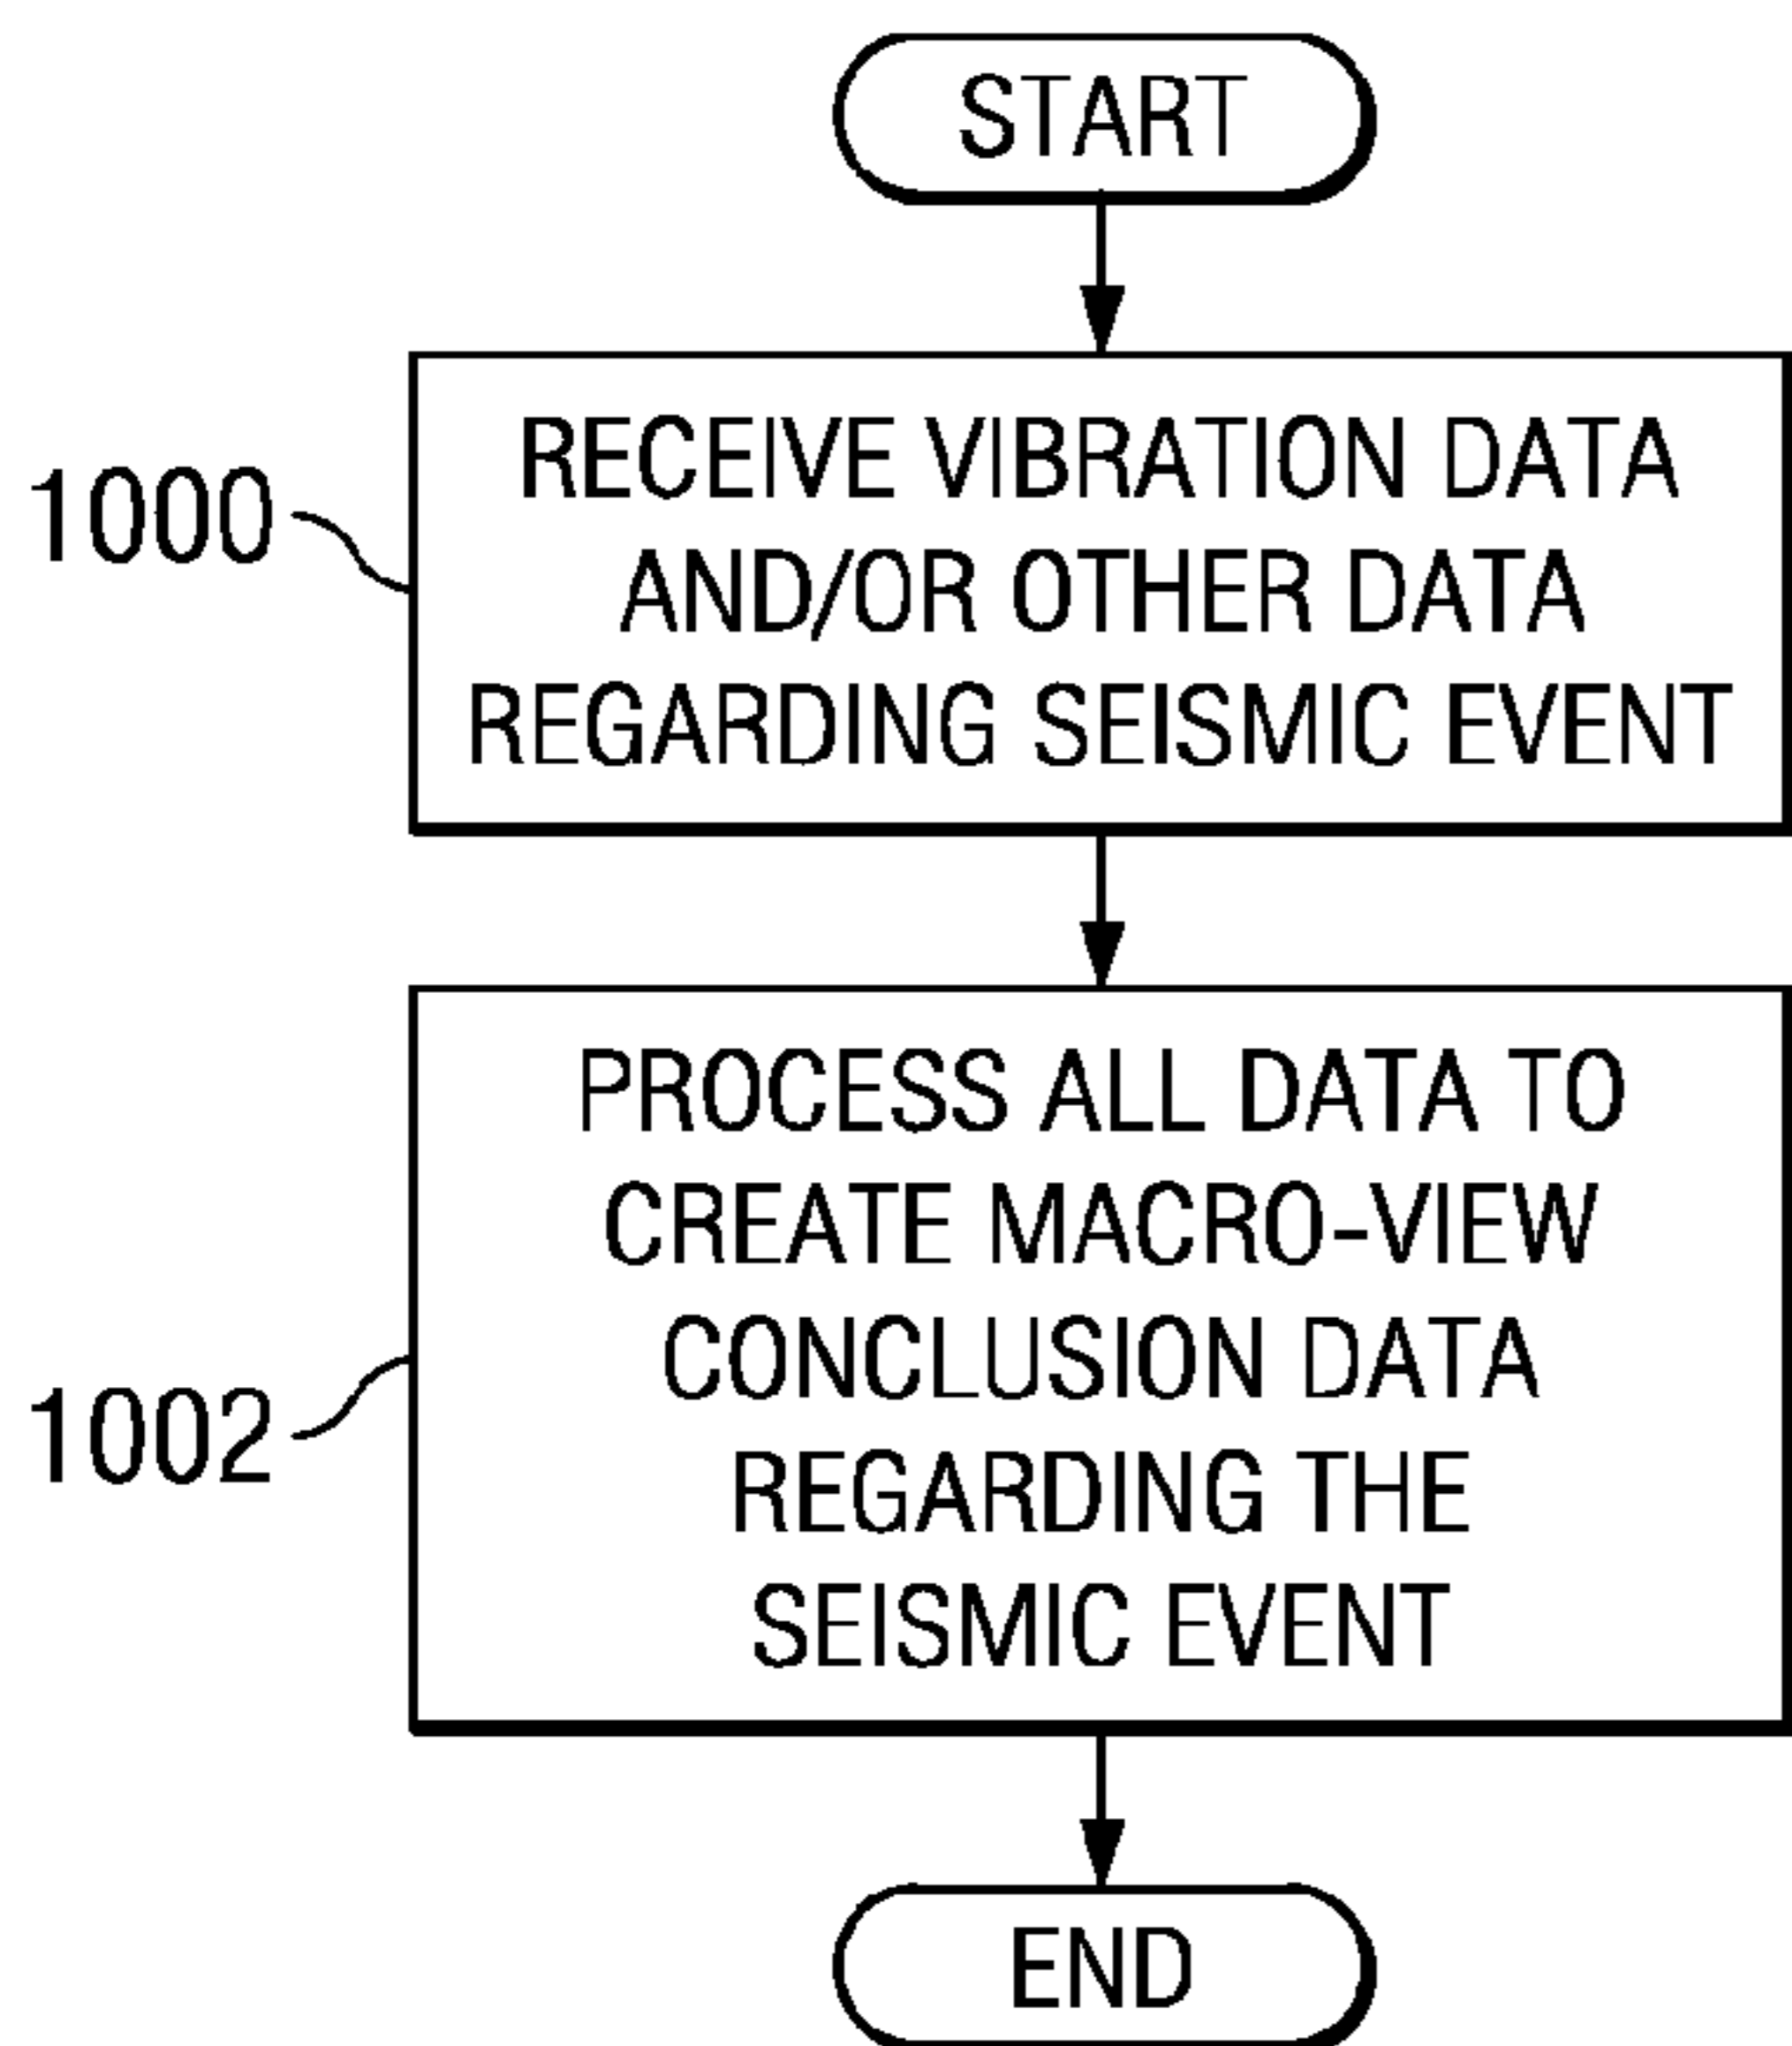 START
1000
RECEIVE VIBRATION DATA
AND/OR OTHER DATA
REGARDING SEISMIC EVENT
1002
PROCESS ALL DATA TO
CREATE MACRO-VIEW
CONCLUSION DATA
REGARDING THE
SEISMIC EVENT
END